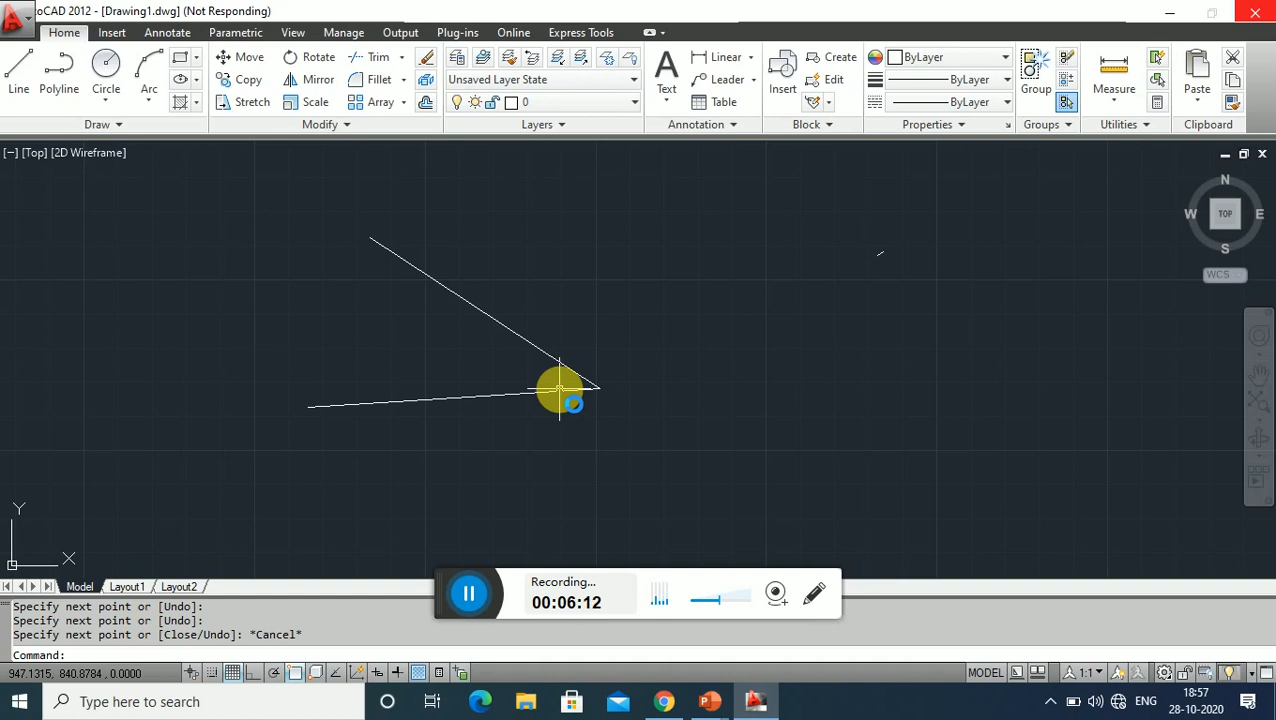 toCAD 2012 - [Drawing1.dwg] (Not Responding)
Home Insert Annotate Parametric View Manage Output Plug-ins Online Express Tools
Line Polyline Circle Arc
Move Rotate Trim
Copy Mirror Fillet
Stretch Scale Array
Draw Modify
Unsaved Layer State
0
Layers
Text
Linear
Leader
Table
Annotation
Insert
Create
Edit
Block
ByLayer
ByLayer
ByLayer
Properties
Group
Groups
Measure
Utilities
Paste
Clipboard
[−] [Top] [2D Wireframe]
N
W TOP E
S
WCS
Y
X
Model Layout1 Layout2
Recording...
00:06:12
Specify next point or [Undo]:
Specify next point or [Undo]:
Specify next point or [Close/Undo]: *Cancel*
Command:
947.1315, 840.8784, 0.0000
MODEL
1:1
Type here to search
ENG
18:57
28-10-2020